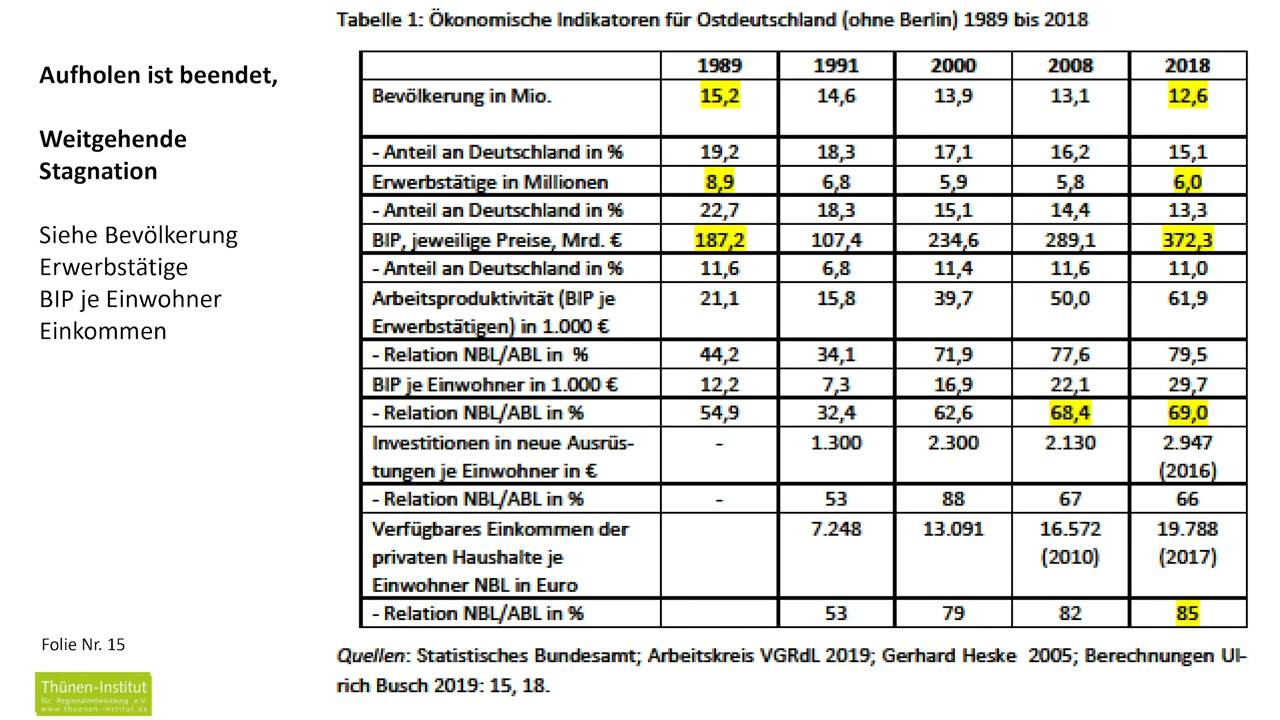 Tabelle 1: Ökonomische Indikatoren für Ostdeutschland (ohne Berlin) 1989 bis 2018
Aufholen ist beendet,
Weitgehende
Stagnation
Siehe Bevölkerung
Erwerbstätige
BIP je Einwohner
Einkommen
1989 1991 2000 2008 2018
Bevölkerung in Mio. 15,2 14,6 13,9 13,1 12,6
- Anteil an Deutschland in % 19,2 18,3 17,1 16,2 15,1
Erwerbstätige in Millionen 8,9 6,8 5,9 5,8 6,0
- Anteil an Deutschland in % 22,7 18,3 15,1 14,4 13,3
BIP, jeweilige Preise, Mrd. € 187,2 107,4 234,6 289,1 372,3
- Anteil an Deutschland in % 11,6 6,8 11,4 11,6 11,0
Arbeitsproduktivität (BIP je 21,1 15,8 39,7 50,0 61,9
Erwerbstätigen) in 1.000 €
- Relation NBL/ABL in % 44,2 34,1 71,9 77,6 79,5
BIP je Einwohner in 1.000 € 12,2 7,3 16,9 22,1 29,7
- Relation NBL/ABL in % 54,9 32,4 62,6 68,4 69,0
Investitionen in neue Ausrüs- - 1.300 2.300 2.130 2.947
tungen je Einwohner in € (2016)
- Relation NBL/ABL in % - 53 88 67 66
Verfügbares Einkommen der 7.248 13.091 16.572 19.788
privaten Haushalte je (2010) (2017)
Einwohner NBL in Euro
- Relation NBL/ABL in % 53 79 82 85
Quellen: Statistisches Bundesamt; Arbeitskreis VGRdL 2019; Gerhard Heske 2005; Berechnungen Ul-
rich Busch 2019: 15, 18.
Folie Nr. 15
Thünen-Institut
für Regionalentwicklung e.V.
www.thuenen-institut.de